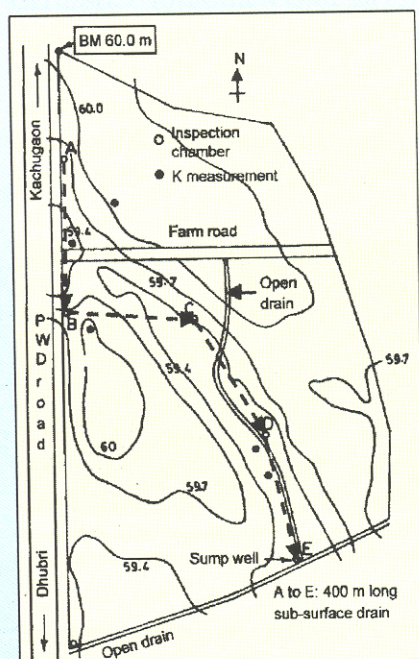 BM 60.0 m
N
Kachugaon
60.0
A
Inspection
chamber
K measurement
59.4
Farm road
59.7
Open
drain
B
C
PWD road
59.4
59.7
60
D
59.7
59.4
Sump well
E
A to E: 400 m long
sub-surface drain
Dhubri
Open drain